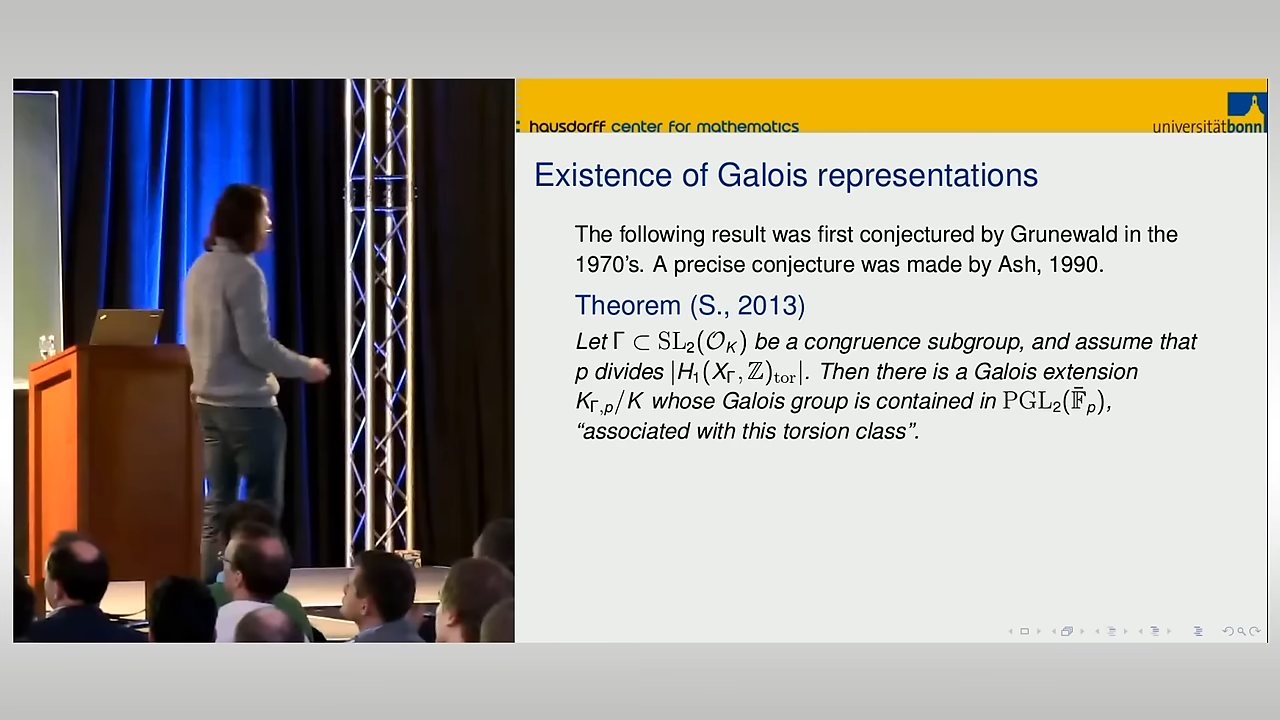 hausdorff center for mathematics
universitätbonn
Existence of Galois representations
The following result was first conjectured by Grunewald in the
1970's. A precise conjecture was made by Ash, 1990.
Theorem (S., 2013)
Let Γ ⊂ SL₂(𝒪_K) be a congruence subgroup, and assume that
p divides |H₁(X_Γ, ℤ)_tor|. Then there is a Galois extension
K_Γ,p/K whose Galois group is contained in PGL₂(𝔽̄_p),
“associated with this torsion class”.